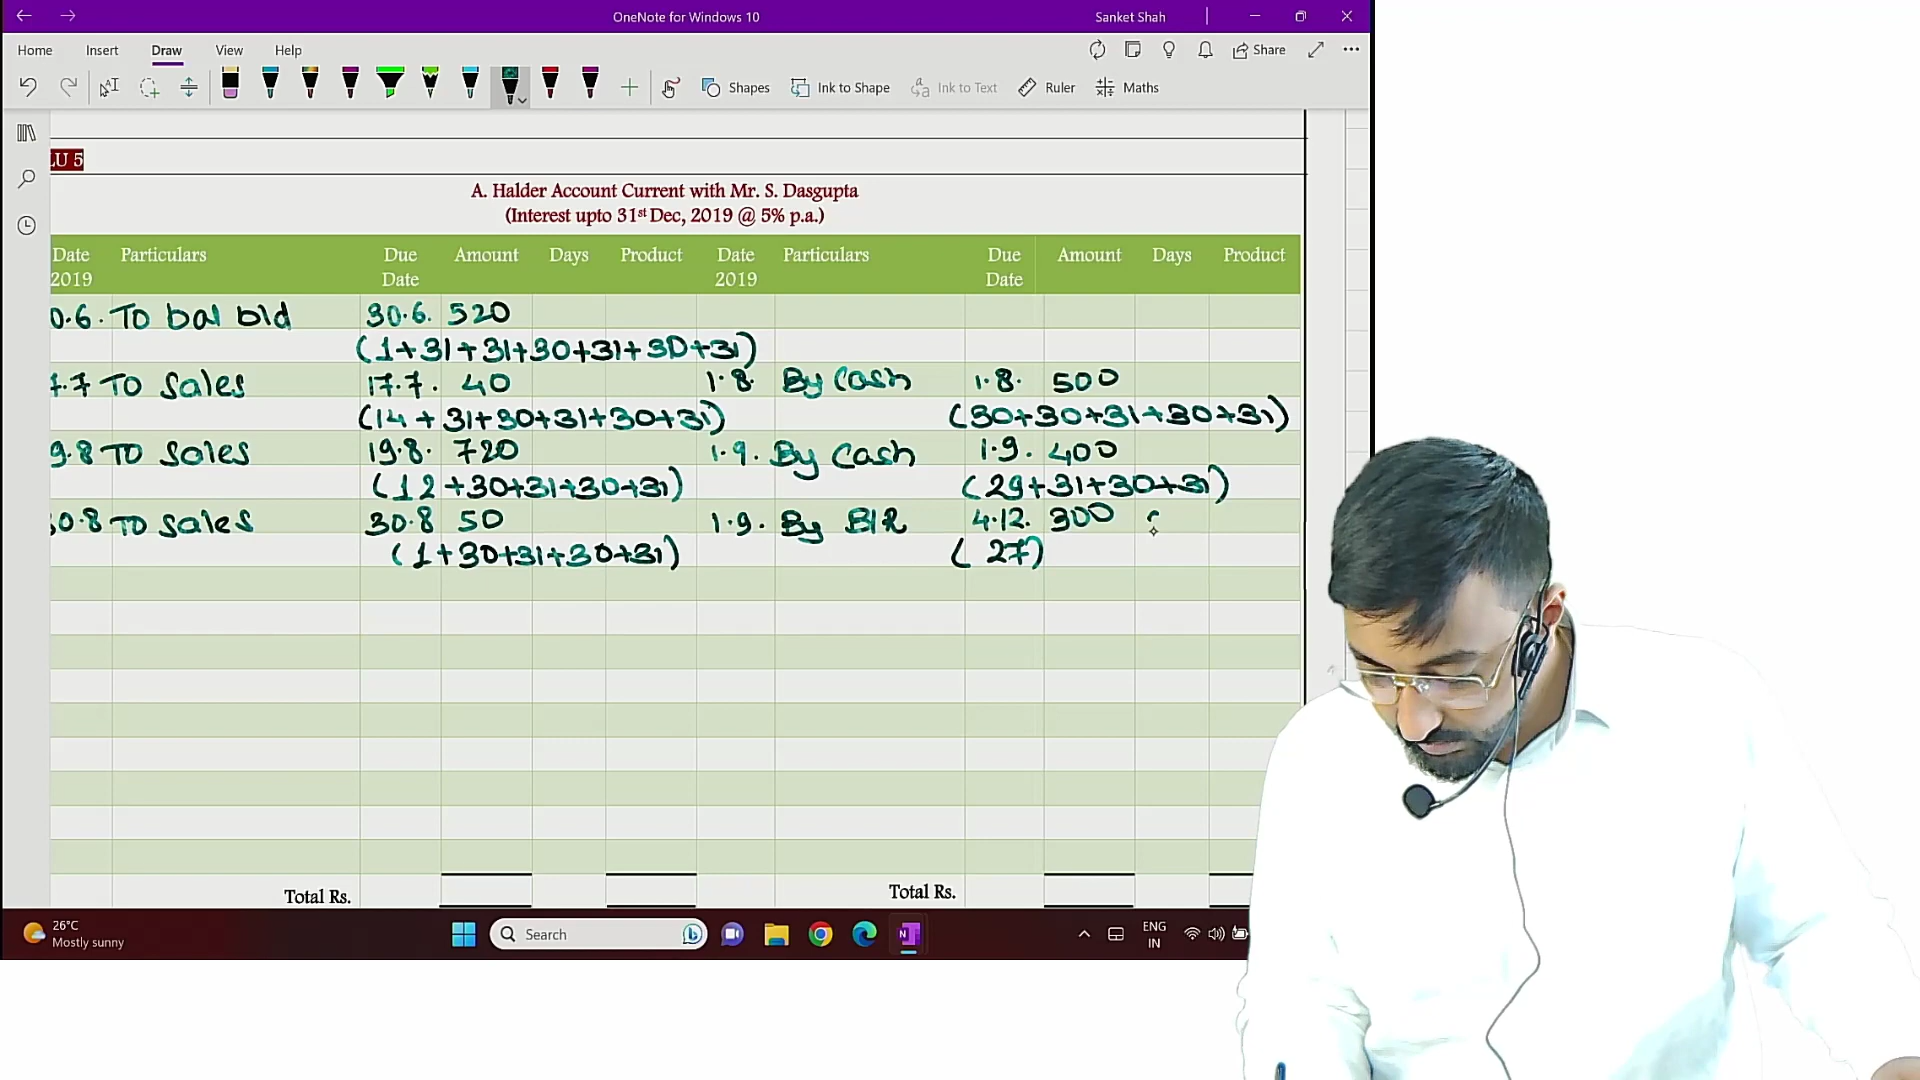 OneNote for Windows 10
Sanket Shah
Home Insert Draw View Help
Share
Shapes Ink to Shape Ink to Text Ruler Maths
LU 5
A. Halder Account Current with Mr. S. Dasgupta
(Interest upto 31st Dec, 2019 @ 5% p.a.)
Date 2019 Particulars Due Date Amount Days Product Date 2019 Particulars Due Date Amount Days Product
0.6. To bal bld 30.6. 520
(1+31+31+30+31+30+31)
7.7 To Sales 17.7. 40 1.8. By Cash 1.8. 500
(14+31+30+31+30+31) (30+30+31+30+31)
9.8 To Sales 19.8. 720 1.9. By Cash 1.9. 400
(12+30+31+30+31) (29+31+30+31)
0.8 To Sales 30.8 50 1.9. By B/R 4.12. 300
(1+30+31+30+31) (27)
Total Rs. Total Rs.
26°C
Mostly sunny
Search
ENG
IN